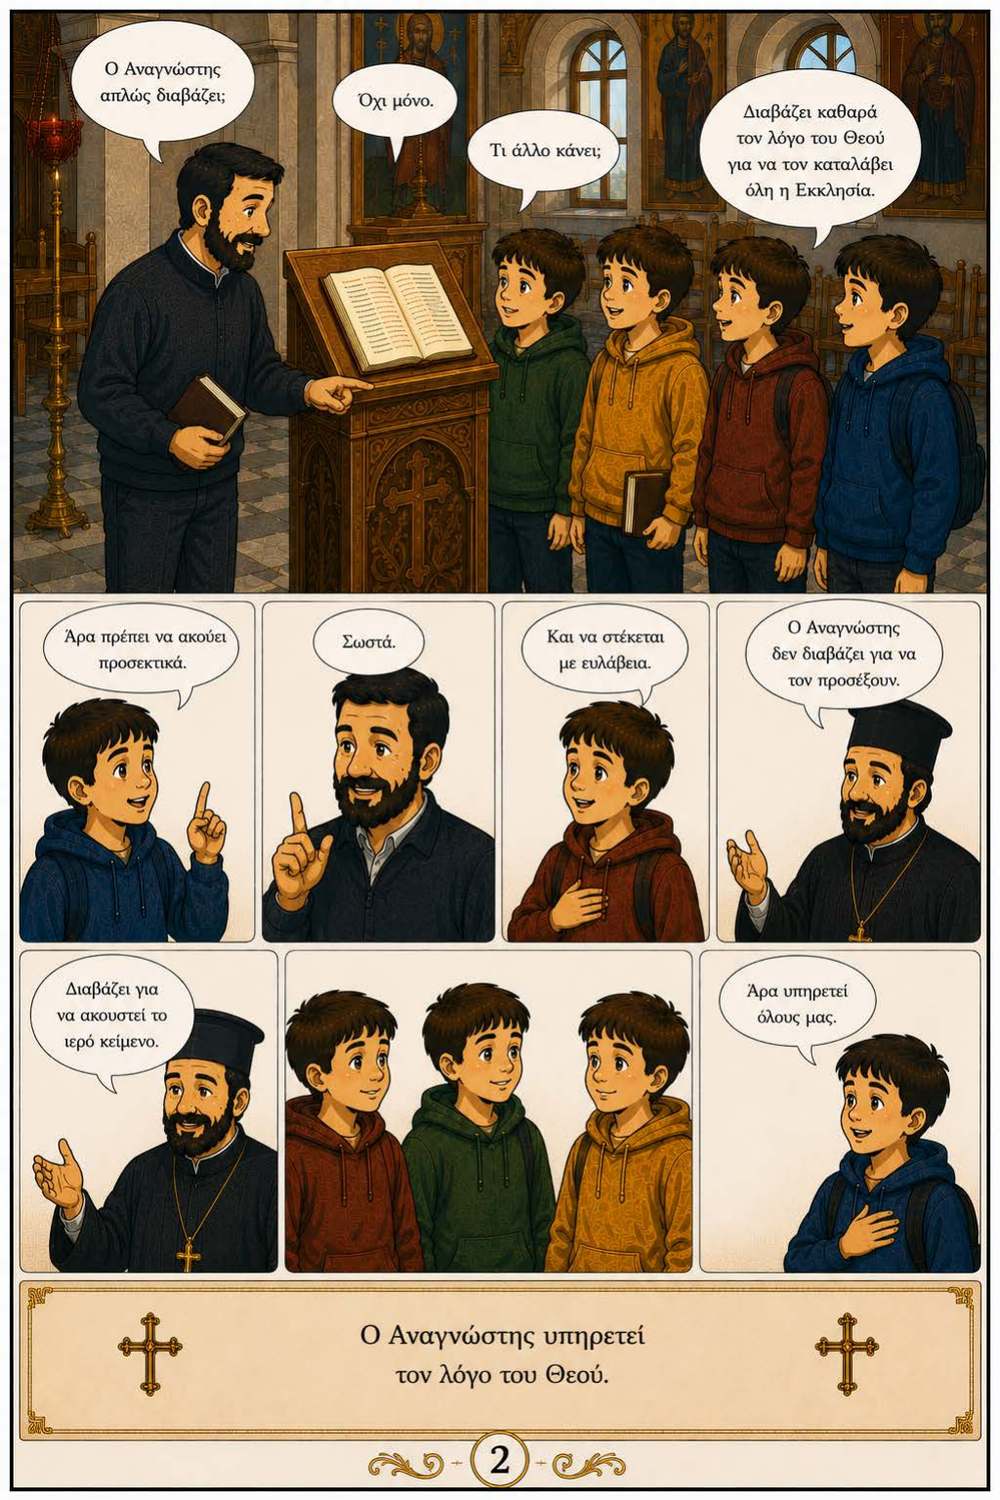 Ο Αναγνώστης
απλώς διαβάζει;
Όχι μόνο.
Τι άλλο κάνει;
Διαβάζει καθαρά
τον λόγο του Θεού
για να τον καταλάβει
όλη η Εκκλησία.
Άρα πρέπει να ακούει
προσεκτικά.
Σωστά.
Και να στέκεται
με ευλάβεια.
Ο Αναγνώστης
δεν διαβάζει για να
τον προσέξουν.
Διαβάζει για
να ακουστεί το
ιερό κείμενο.
Άρα υπηρετεί
όλους μας.
Ο Αναγνώστης υπηρετεί
τον λόγο του Θεού.
2